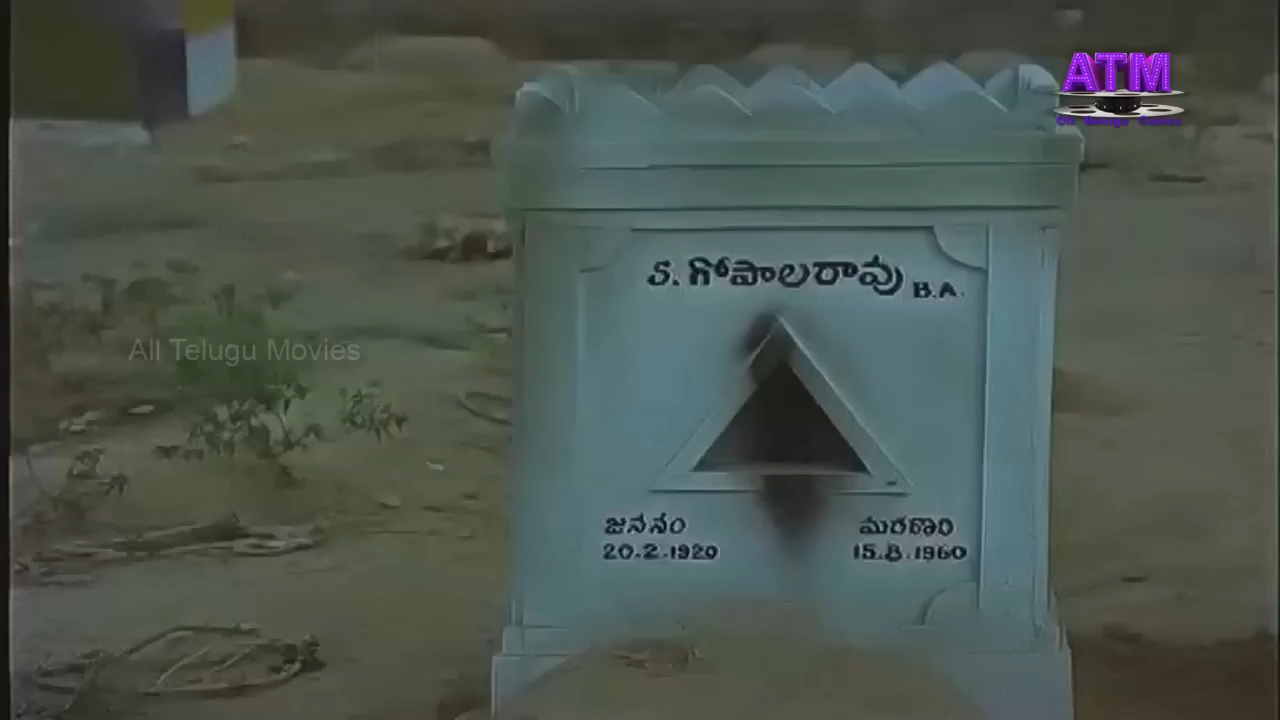 ATM
All Telugu Movies
వ. గోపాలరావు B.A.
జననం
మరణం
20.2.1920
15.8.1960